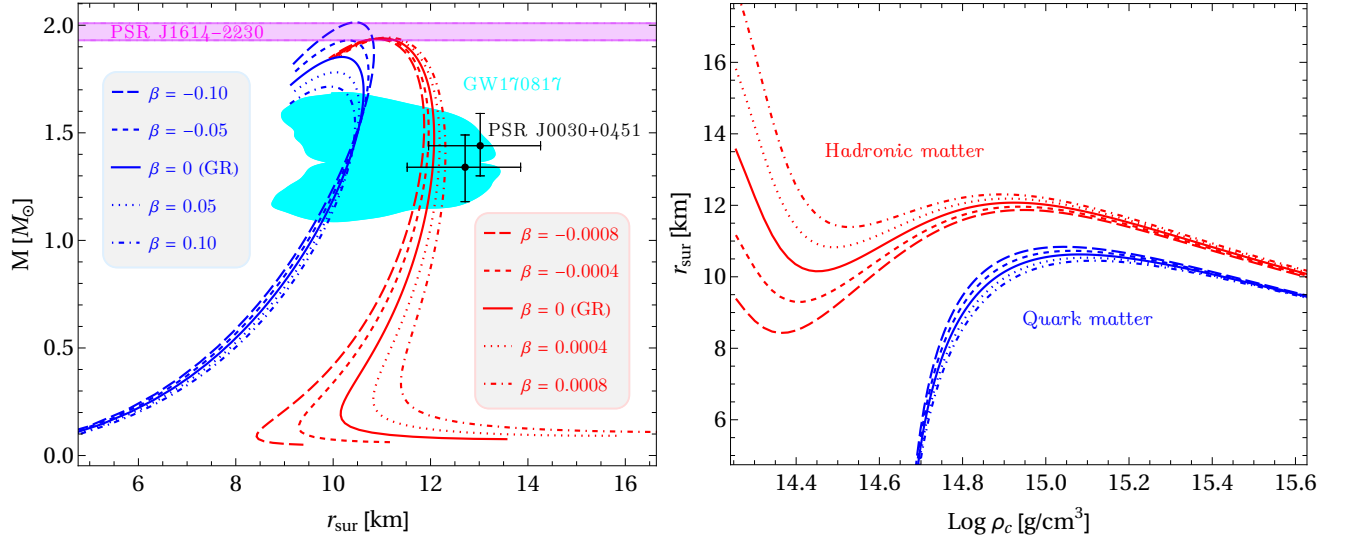 PSR J1614–2230
GW170817
PSR J0030+0451
β = –0.10
β = –0.05
β = 0 (GR)
β = 0.05
β = 0.10
β = –0.0008
β = –0.0004
β = 0 (GR)
β = 0.0004
β = 0.0008
M [M⊙]
2.0
1.5
1.0
0.5
0.0
6 8 10 12 14 16
r_sur [km]
Hadronic matter
Quark matter
r_sur [km]
16
14
12
10
8
6
14.4 14.6 14.8 15.0 15.2 15.4 15.6
Log ρ_c [g/cm³]